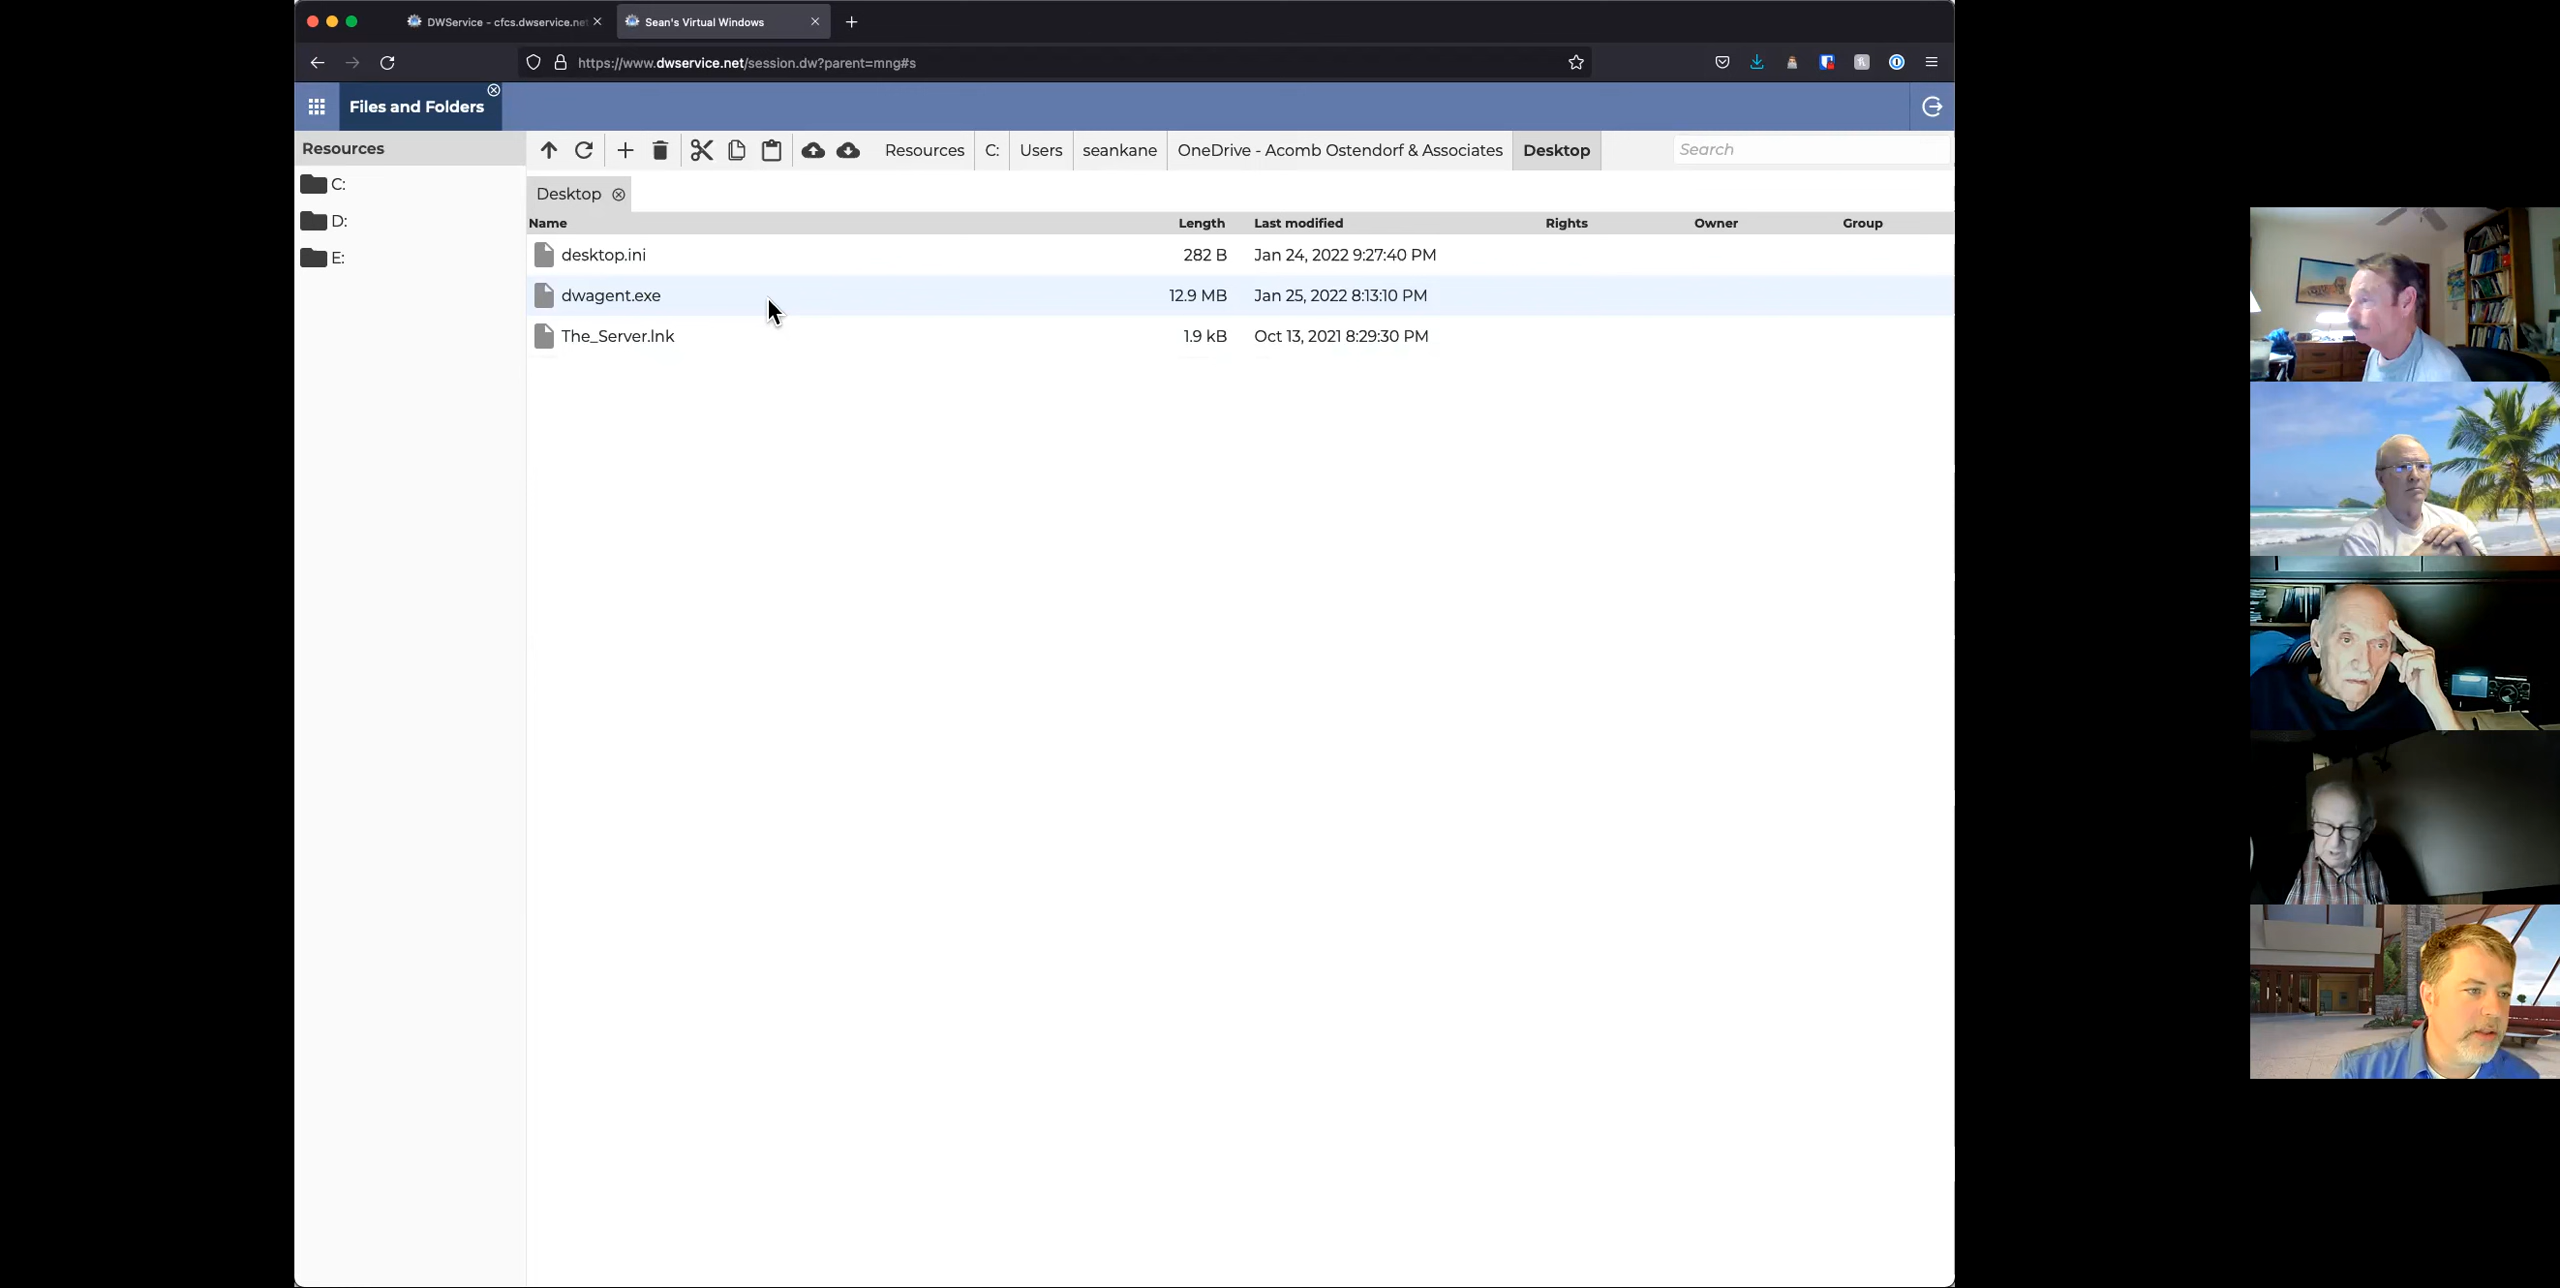 DWService - cfcs.dwservice.ne
Sean's Virtual Windows
https://www.dwservice.net/session.dw?parent=mng#s
Files and Folders
Resources
Resources C: Users seankane OneDrive - Acomb Ostendorf & Associates Desktop Search
C:
D:
E:
Desktop
Name Length Last modified Rights Owner Group
desktop.ini 282 B Jan 24, 2022 9:27:40 PM
dwagent.exe 12.9 MB Jan 25, 2022 8:13:10 PM
The_Server.lnk 1.9 kB Oct 13, 2021 8:29:30 PM